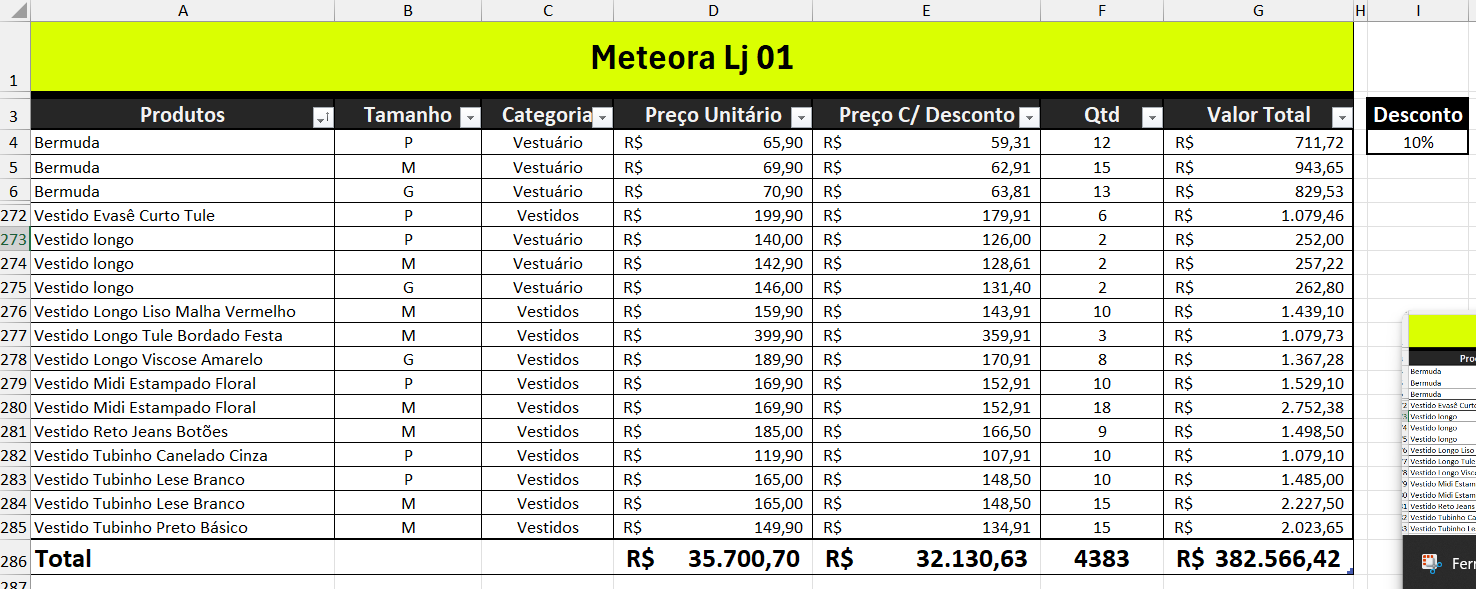 A B C D E F G H I
1 Meteora Lj 01
3 Produtos Tamanho Categoria Preço Unitário Preço C/ Desconto Qtd Valor Total Desconto
4 Bermuda P Vestuário R$ 65,90 R$ 59,31 12 R$ 711,72 10%
5 Bermuda M Vestuário R$ 69,90 R$ 62,91 15 R$ 943,65
6 Bermuda G Vestuário R$ 70,90 R$ 63,81 13 R$ 829,53
272 Vestido Evasê Curto Tule P Vestidos R$ 199,90 R$ 179,91 6 R$ 1.079,46
273 Vestido longo P Vestuário R$ 140,00 R$ 126,00 2 R$ 252,00
274 Vestido longo M Vestuário R$ 142,90 R$ 128,61 2 R$ 257,22
275 Vestido longo G Vestuário R$ 146,00 R$ 131,40 2 R$ 262,80
276 Vestido Longo Liso Malha Vermelho M Vestidos R$ 159,90 R$ 143,91 10 R$ 1.439,10
277 Vestido Longo Tule Bordado Festa M Vestidos R$ 399,90 R$ 359,91 3 R$ 1.079,73
278 Vestido Longo Viscose Amarelo G Vestidos R$ 189,90 R$ 170,91 8 R$ 1.367,28
279 Vestido Midi Estampado Floral P Vestidos R$ 169,90 R$ 152,91 10 R$ 1.529,10
280 Vestido Midi Estampado Floral M Vestidos R$ 169,90 R$ 152,91 18 R$ 2.752,38
281 Vestido Reto Jeans Botões M Vestidos R$ 185,00 R$ 166,50 9 R$ 1.498,50
282 Vestido Tubinho Canelado Cinza P Vestidos R$ 119,90 R$ 107,91 10 R$ 1.079,10
283 Vestido Tubinho Lese Branco P Vestidos R$ 165,00 R$ 148,50 10 R$ 1.485,00
284 Vestido Tubinho Lese Branco M Vestidos R$ 165,00 R$ 148,50 15 R$ 2.227,50
285 Vestido Tubinho Preto Básico M Vestidos R$ 149,90 R$ 134,91 15 R$ 2.023,65
286 Total R$ 35.700,70 R$ 32.130,63 4383 R$ 382.566,42
287
Bermuda
Bermuda
Bermuda
Vestido longo
Vestido longo
Vestido longo
Vestido Longo Liso